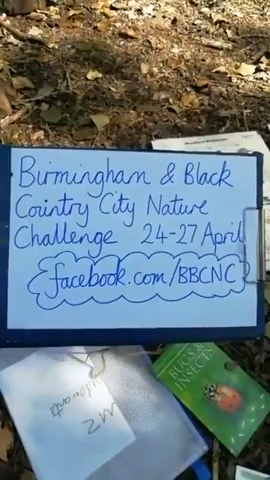 Birmingham & Black
Country City Nature
Challenge 24-27 April
facebook.com/BBCNC
BUGS &
INSECTS